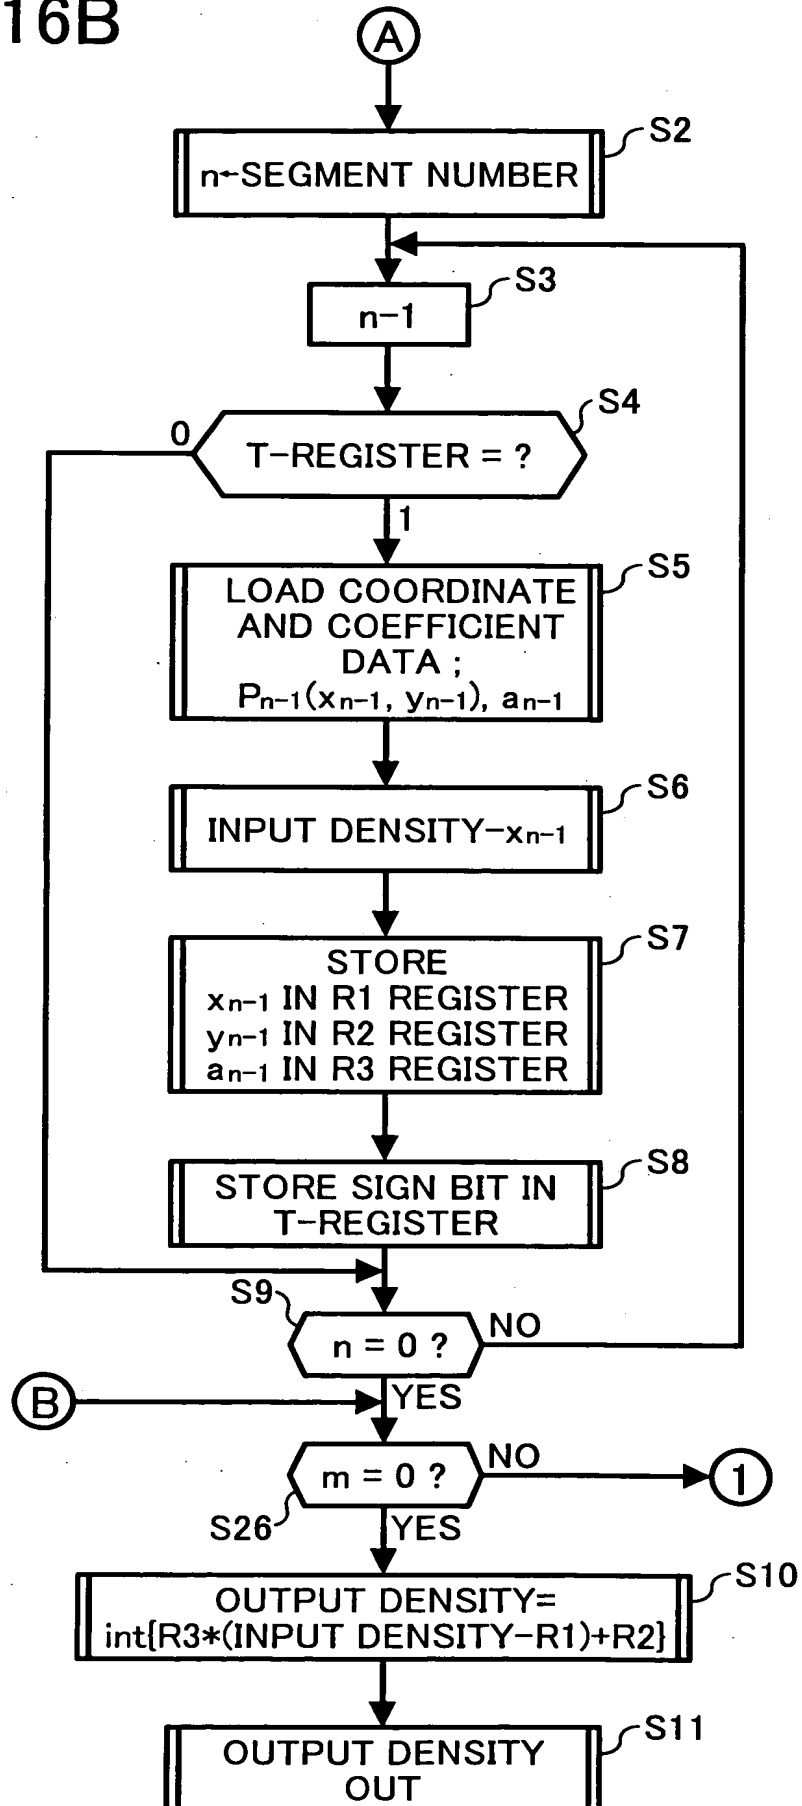 16B
A
S2
n←SEGMENT NUMBER
S3
n-1
S4
0
T-REGISTER = ?
1
S5
LOAD COORDINATE
AND COEFFICIENT
DATA ;
Pn-1(xn-1, yn-1), an-1
S6
INPUT DENSITY-xn-1
S7
STORE
xn-1 IN R1 REGISTER
yn-1 IN R2 REGISTER
an-1 IN R3 REGISTER
S8
STORE SIGN BIT IN
T-REGISTER
S9
n = 0 ?
NO
B
YES
m = 0 ?
NO
1
S26
YES
S10
OUTPUT DENSITY=
int{R3*(INPUT DENSITY-R1)+R2}
S11
OUTPUT DENSITY
OUT